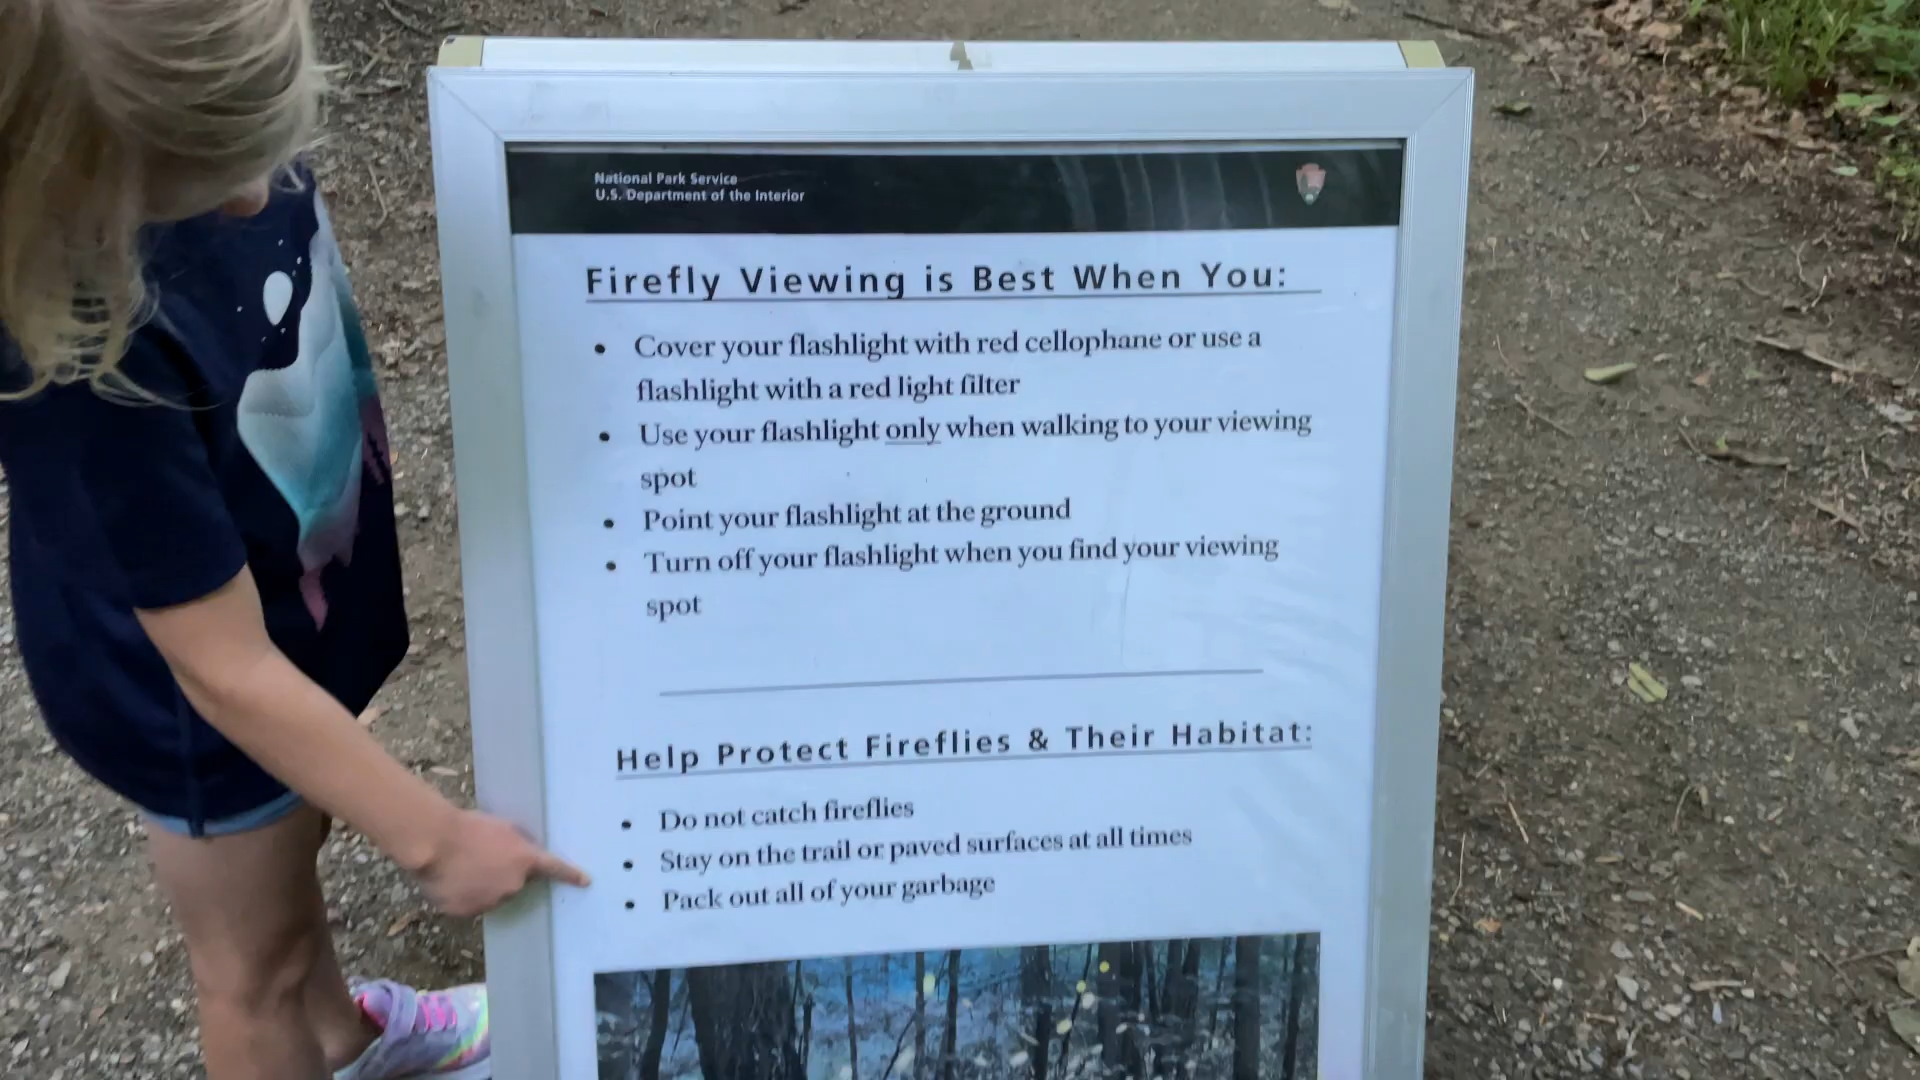 National Park Service
U.S. Department of the Interior
Firefly Viewing is Best When You:
• Cover your flashlight with red cellophane or use a
flashlight with a red light filter
• Use your flashlight only when walking to your viewing
spot
• Point your flashlight at the ground
• Turn off your flashlight when you find your viewing
spot
Help Protect Fireflies & Their Habitat:
• Do not catch fireflies
• Stay on the trail or paved surfaces at all times
• Pack out all of your garbage